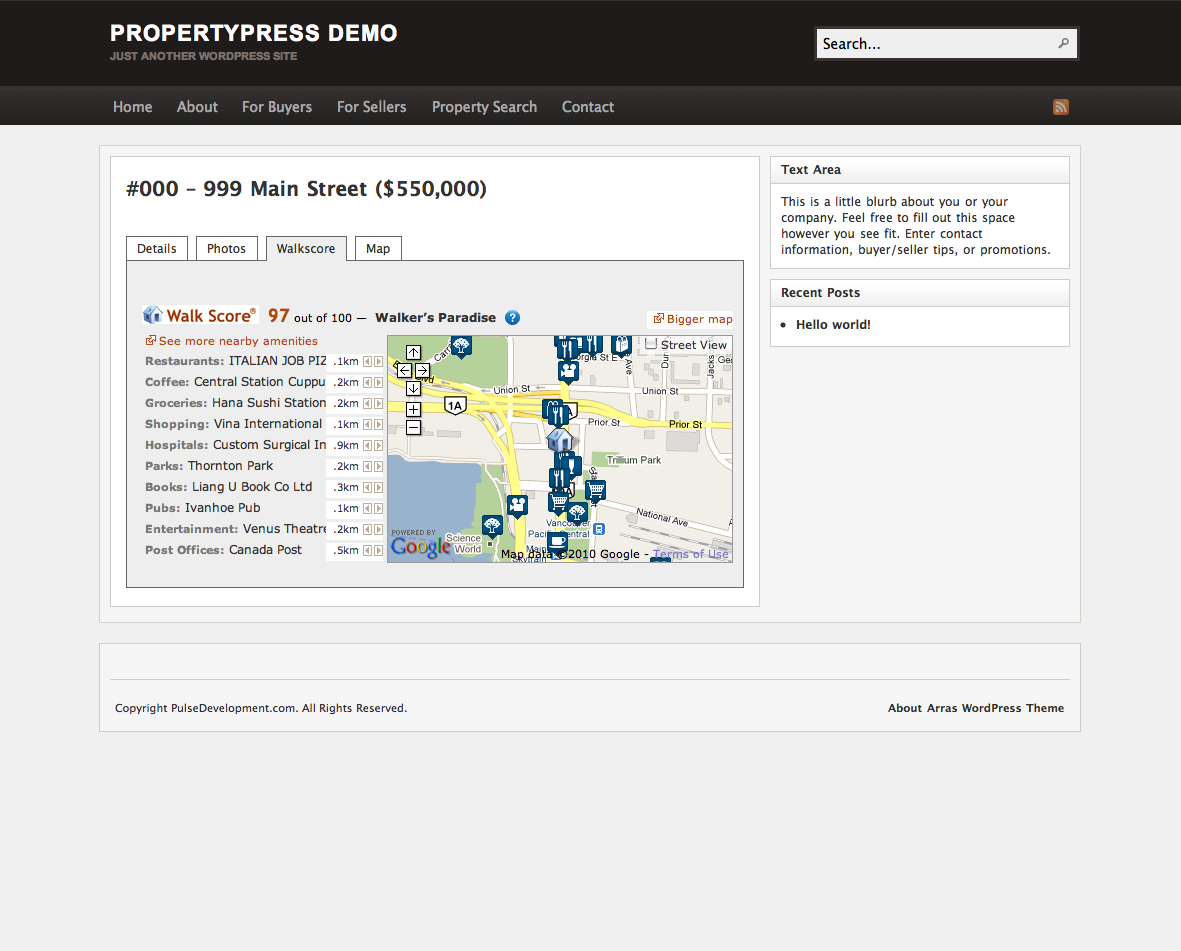 PROPERTYPRESS DEMO
JUST ANOTHER WORDPRESS SITE
Search...
Home About For Buyers For Sellers Property Search Contact
#000 – 999 Main Street ($550,000)
Details Photos Walkscore Map
Walk Score® 97 out of 100 — Walker's Paradise ?
Bigger map
See more nearby amenities
Restaurants: ITALIAN JOB PIZ .1km
Coffee: Central Station Cuppu .2km
Groceries: Hana Sushi Station .2km
Shopping: Vina International .1km
Hospitals: Custom Surgical In .9km
Parks: Thornton Park .2km
Books: Liang U Book Co Ltd .3km
Pubs: Ivanhoe Pub .1km
Entertainment: Venus Theatre .2km
Post Offices: Canada Post .5km
Street View
Union St
Union St
1A
Prior St
Prior St
Trillium Park
National Ave
Science
World
POWERED BY
Google
Map data ©2010 Google - Terms of Use
Text Area
This is a little blurb about you or your
company. Feel free to fill out this space
however you see fit. Enter contact
information, buyer/seller tips, or promotions.
Recent Posts
Hello world!
Copyright PulseDevelopment.com. All Rights Reserved.
About Arras WordPress Theme